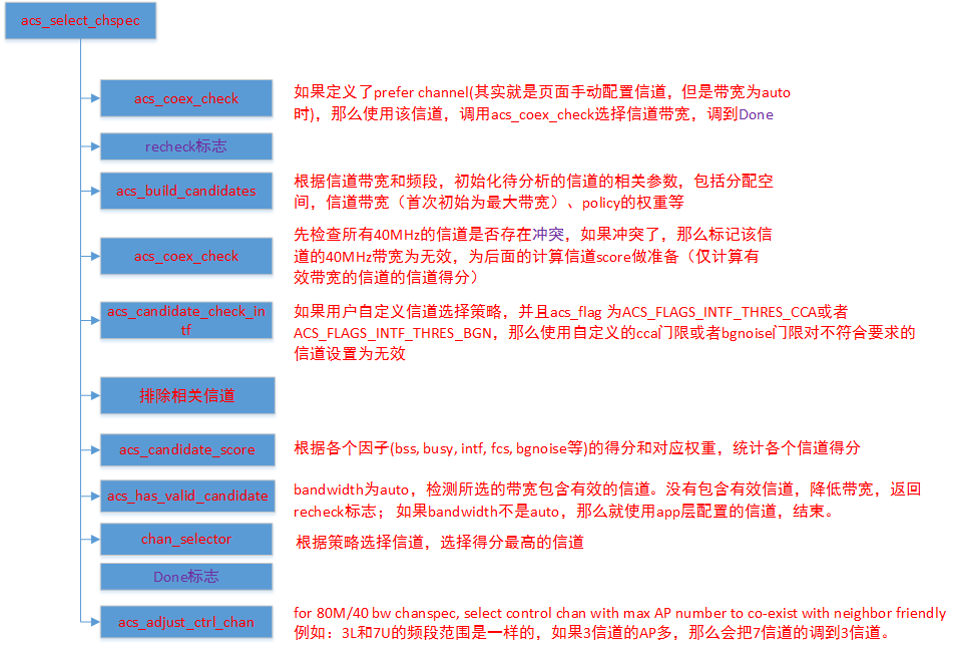 acs_select_chspec
acs_coex_check
如果定义了prefer channel(其实就是页面手动配置信道，但是带宽为auto
时)，那么使用该信道，调用acs_coex_check选择信道带宽，调到Done
recheck标志
acs_build_candidates
根据信道带宽和频段，初始化待分析的信道的相关参数，包括分配空
间，信道带宽（首次初始为最大带宽）、policy的权重等
acs_coex_check
先检查所有40MHz的信道是否存在冲突，如果冲突了，那么标记该信
道的40MHz带宽为无效，为后面的计算信道score做准备（仅计算有
效带宽的信道的信道得分）
acs_candidate_check_in
tf
如果用户自定义信道选择策略，并且acs_flag 为ACS_FLAGS_INTF_THRES_CCA或者
ACS_FLAGS_INTF_THRES_BGN，那么使用自定义的cca门限或者bgnoise门限对不符合要求的
信道设置为无效
排除相关信道
acs_candidate_score
根据各个因子(bss, busy, intf, fcs, bgnoise等)的得分和对应权重，统计各个信道得分
acs_has_valid_candidate
bandwidth为auto，检测所选的带宽包含有效的信道。没有包含有效信道，降低带宽，返回
recheck标志； 如果bandwidth不是auto，那么就使用app层配置的信道，结束。
chan_selector
根据策略选择信道，选择得分最高的信道
Done标志
acs_adjust_ctrl_chan
for 80M/40 bw chanspec, select control chan with max AP number to co-exist with neighbor friendly
例如：3L和7U的频段范围是一样的，如果3信道的AP多，那么会把7信道的调到3信道。